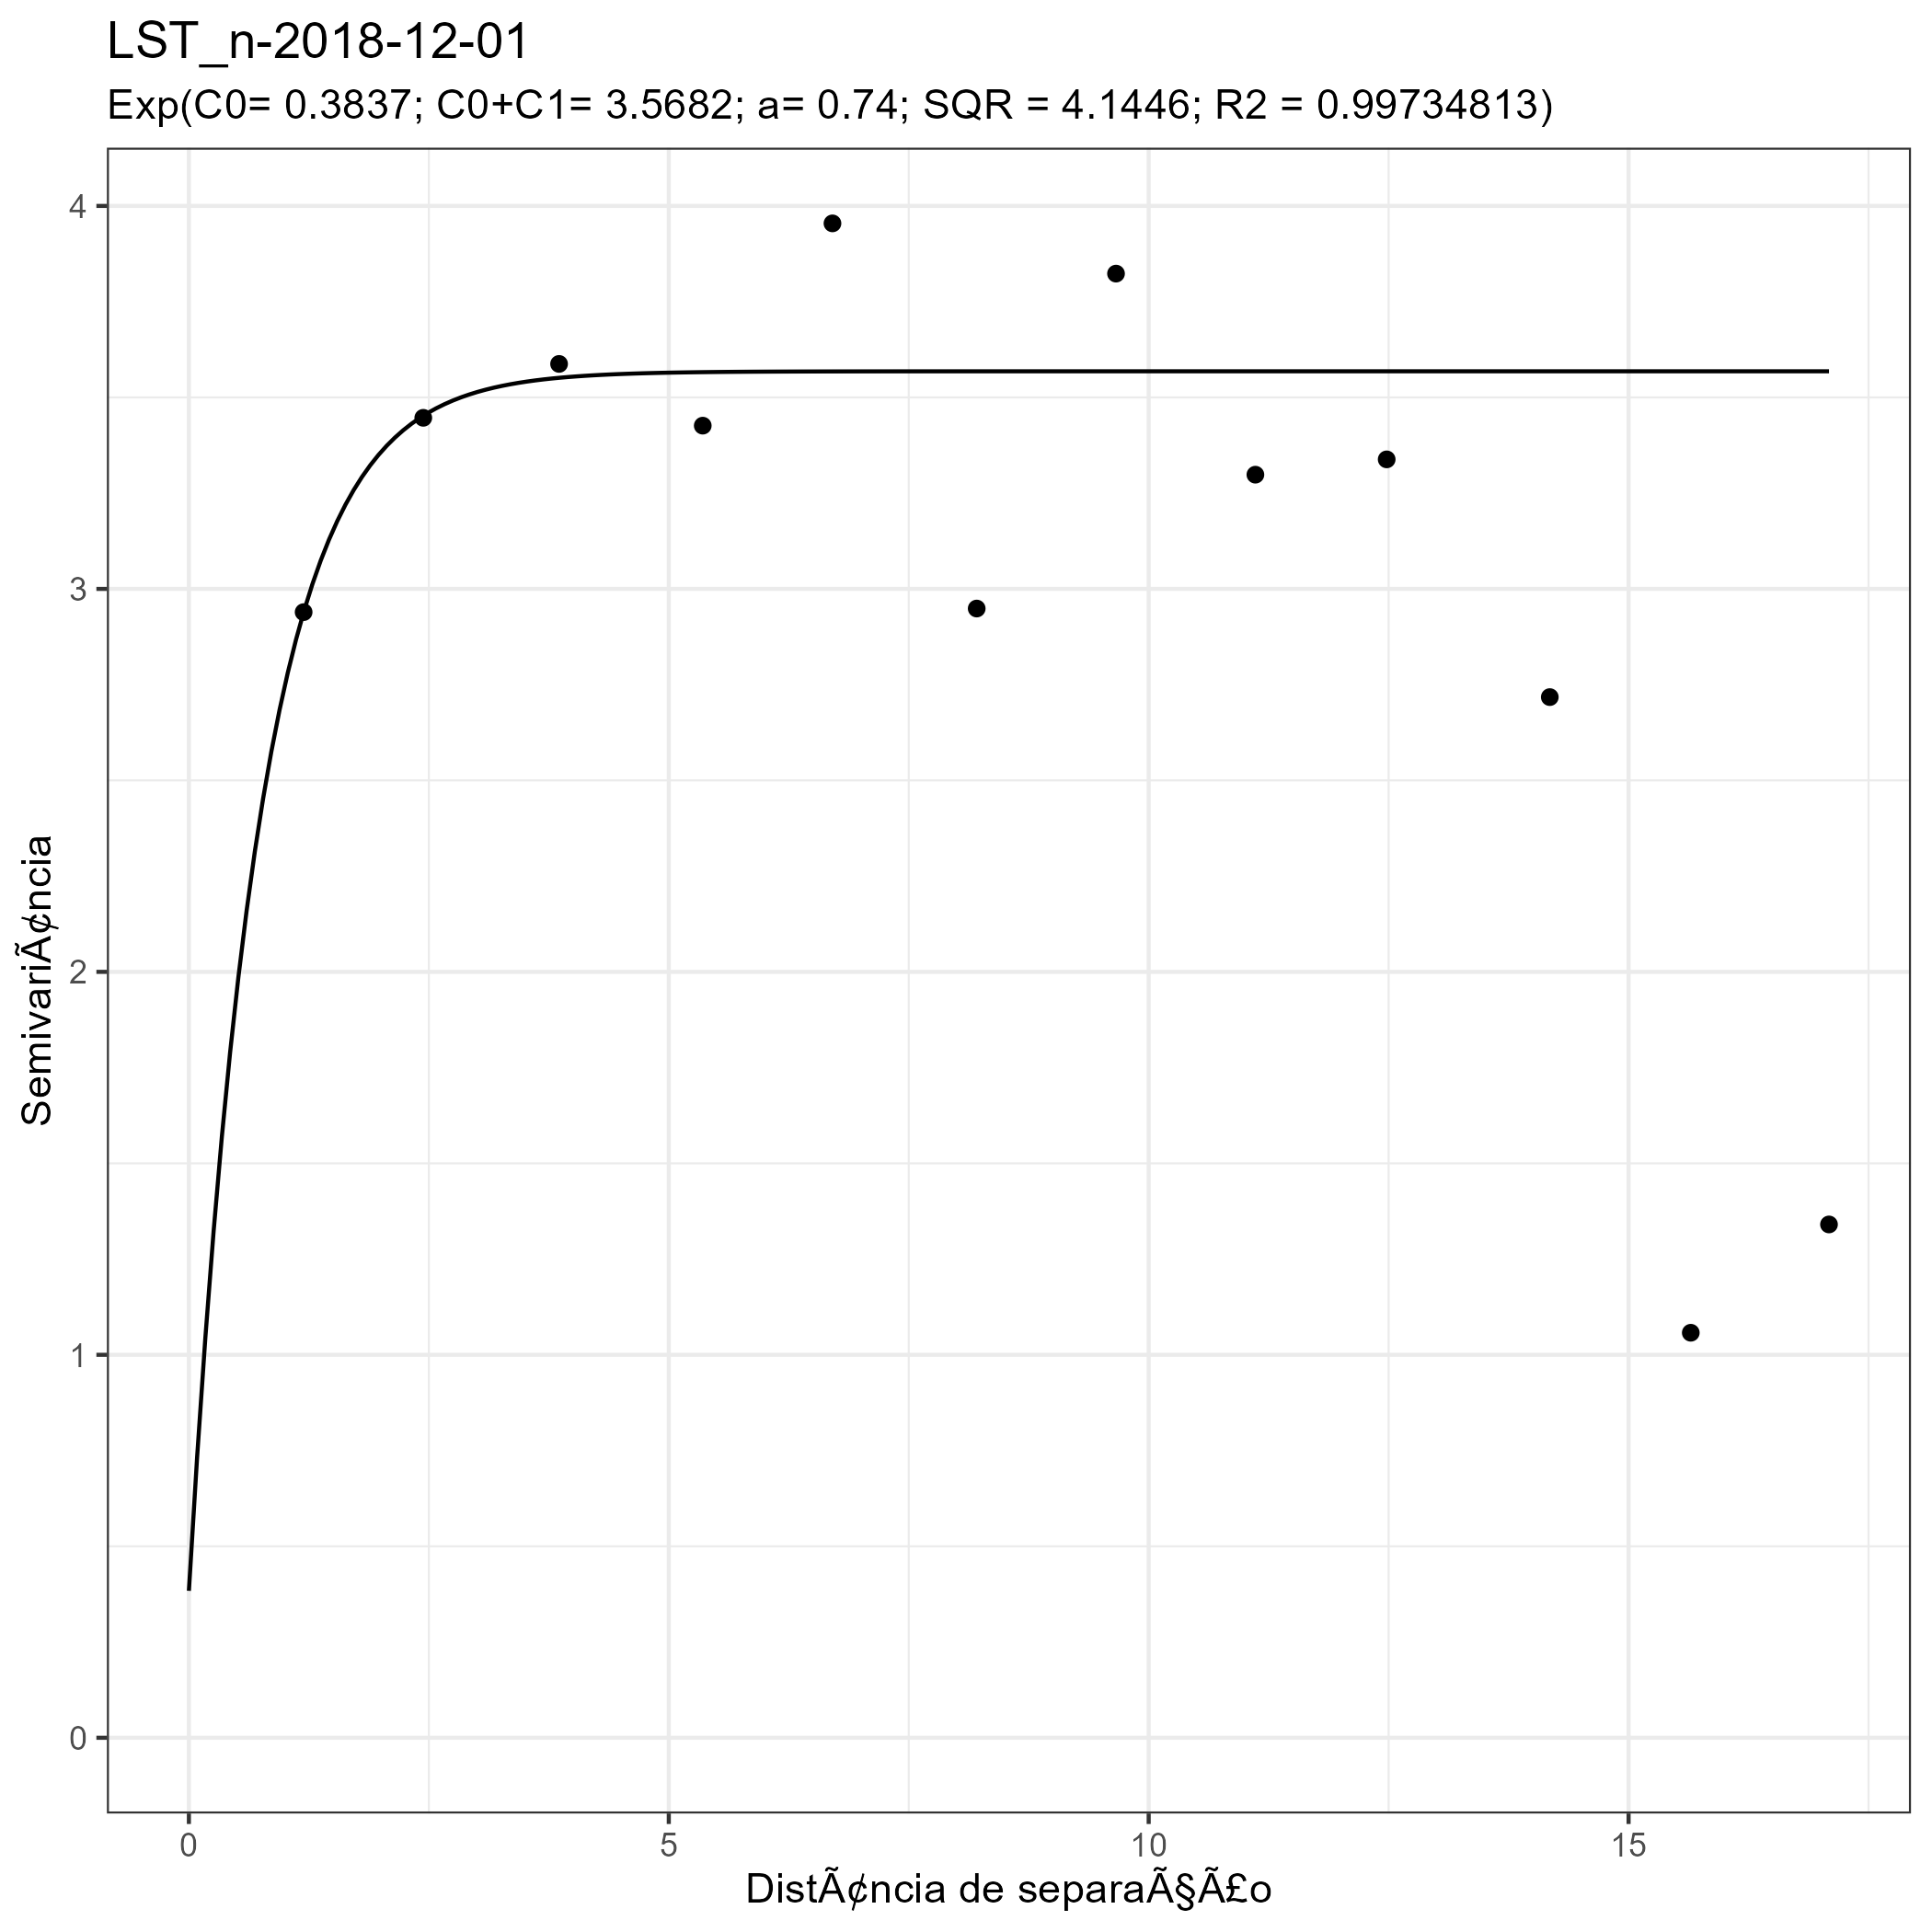 LST_n-2018-12-01
Exp(C0= 0.3837; C0+C1= 3.5682; a= 0.74; SQR = 4.1446; R2 = 0.99734813)
4
3
2
1
0
SemivariÃ¢ncia
0 5 10 15
DistÃ¢ncia de separaÃ§Ã£o